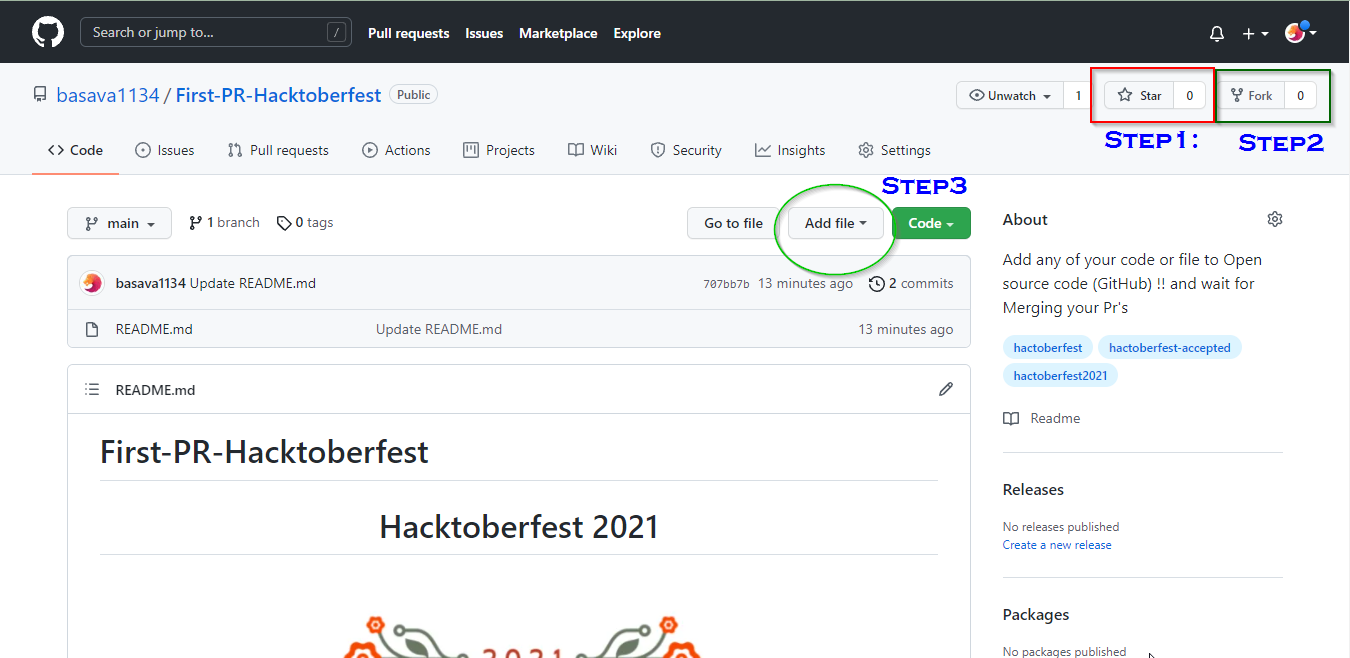 Search or jump to... /
Pull requests Issues Marketplace Explore
basava1134 / First-PR-Hacktoberfest Public
Unwatch 1 Star 0 Fork 0
STEP1: STEP2
Code Issues Pull requests Actions Projects Wiki Security Insights Settings
STEP3
main 1 branch 0 tags Go to file Add file Code
basava1134 Update README.md 707bb7b 13 minutes ago 2 commits
README.md Update README.md 13 minutes ago
README.md
First-PR-Hacktoberfest
Hacktoberfest 2021
2021
About
Add any of your code or file to Open
source code (GitHub) !! and wait for
Merging your Pr's
hactoberfest hactoberfest-accepted
hactoberfest2021
Readme
Releases
No releases published
Create a new release
Packages
No packages published